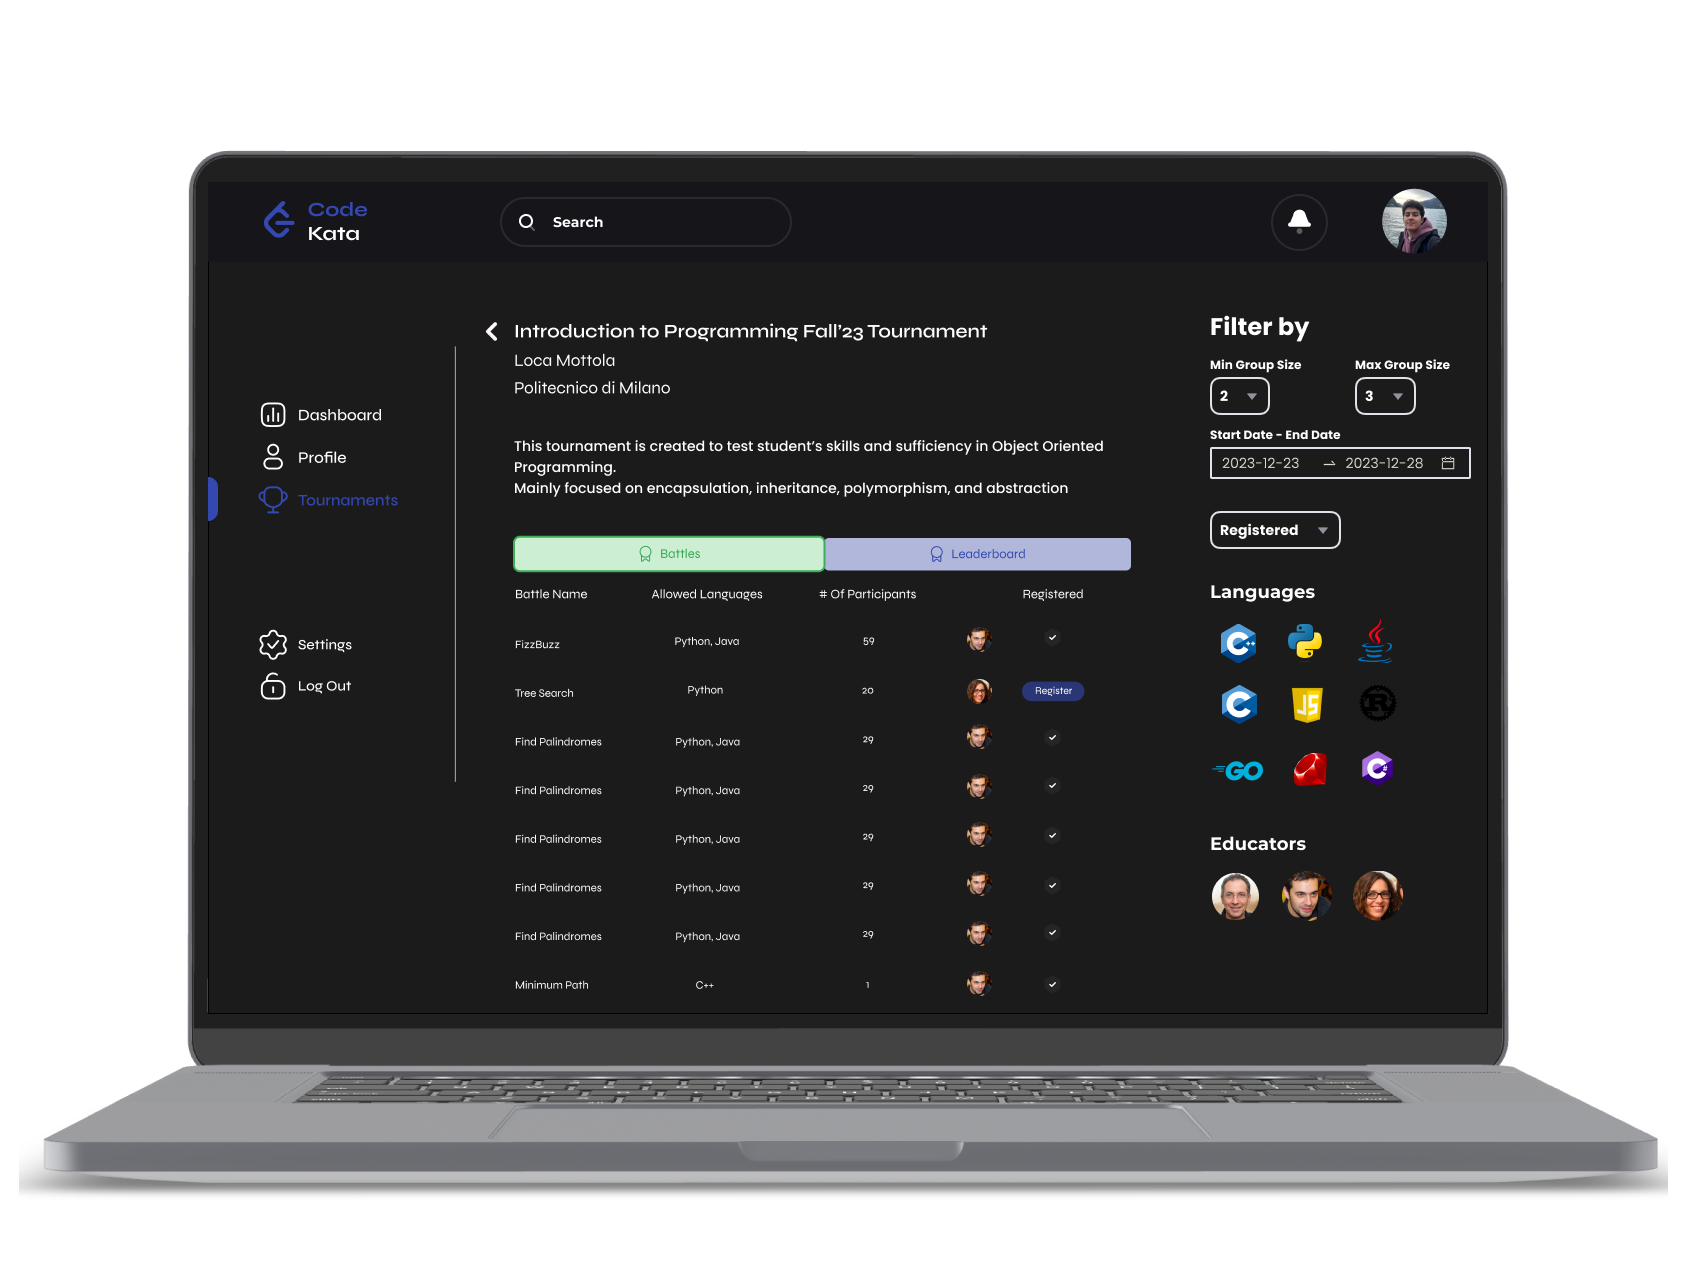 Code
Kata
Search
Introduction to Programming Fall'23 Tournament
Loca Mottola
Politecnico di Milano
Dashboard
Profile
Tournaments
Settings
Log Out
This tournament is created to test student's skills and sufficiency in Object Oriented
Programming.
Mainly focused on encapsulation, inheritance, polymorphism, and abstraction
Battles Leaderboard
Battle Name Allowed Languages # Of Participants Registered
FizzBuzz Python, Java 59
Tree Search Python 20 Register
Find Palindromes Python, Java 29
Find Palindromes Python, Java 29
Find Palindromes Python, Java 29
Find Palindromes Python, Java 29
Find Palindromes Python, Java 29
Minimum Path C++ 1
Filter by
Min Group Size Max Group Size
2 3
Start Date - End Date
2023-12-23 → 2023-12-28
Registered
Languages
C++
C JS R
GO C#
Educators